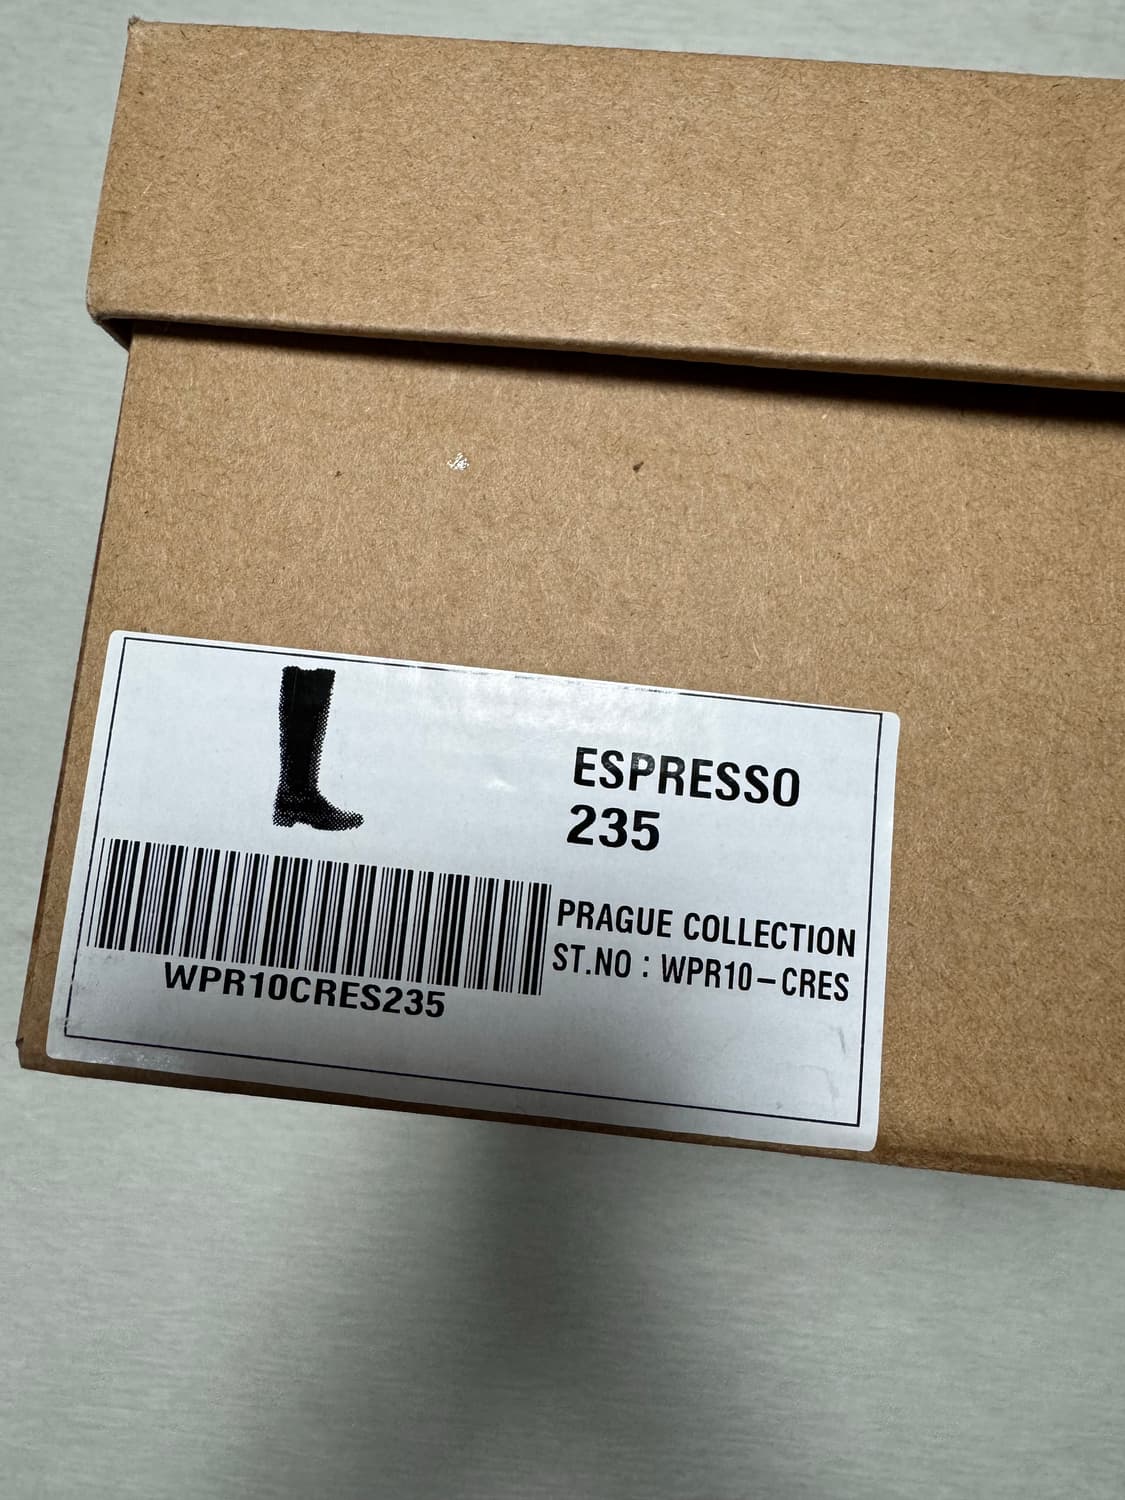 ESPRESSO
235
PRAGUE COLLECTION
ST.NO : WPR10-CRES
WPR10CRES235